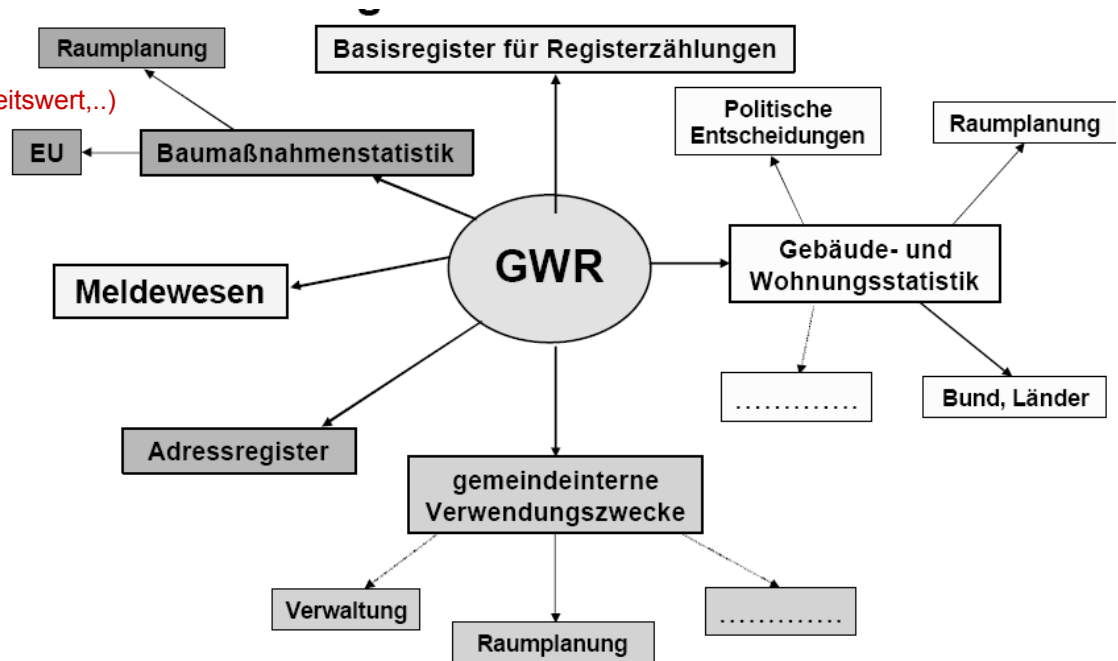 Raumplanung
Basisregister für Registerzählungen
eitswert,..)
EU
Baumaßnahmenstatistik
Politische
Entscheidungen
Raumplanung
GWR
Gebäude- und
Wohnungsstatistik
Meldewesen
.............
Bund, Länder
Adressregister
gemeindeinterne
Verwendungszwecke
Verwaltung
Raumplanung
.............